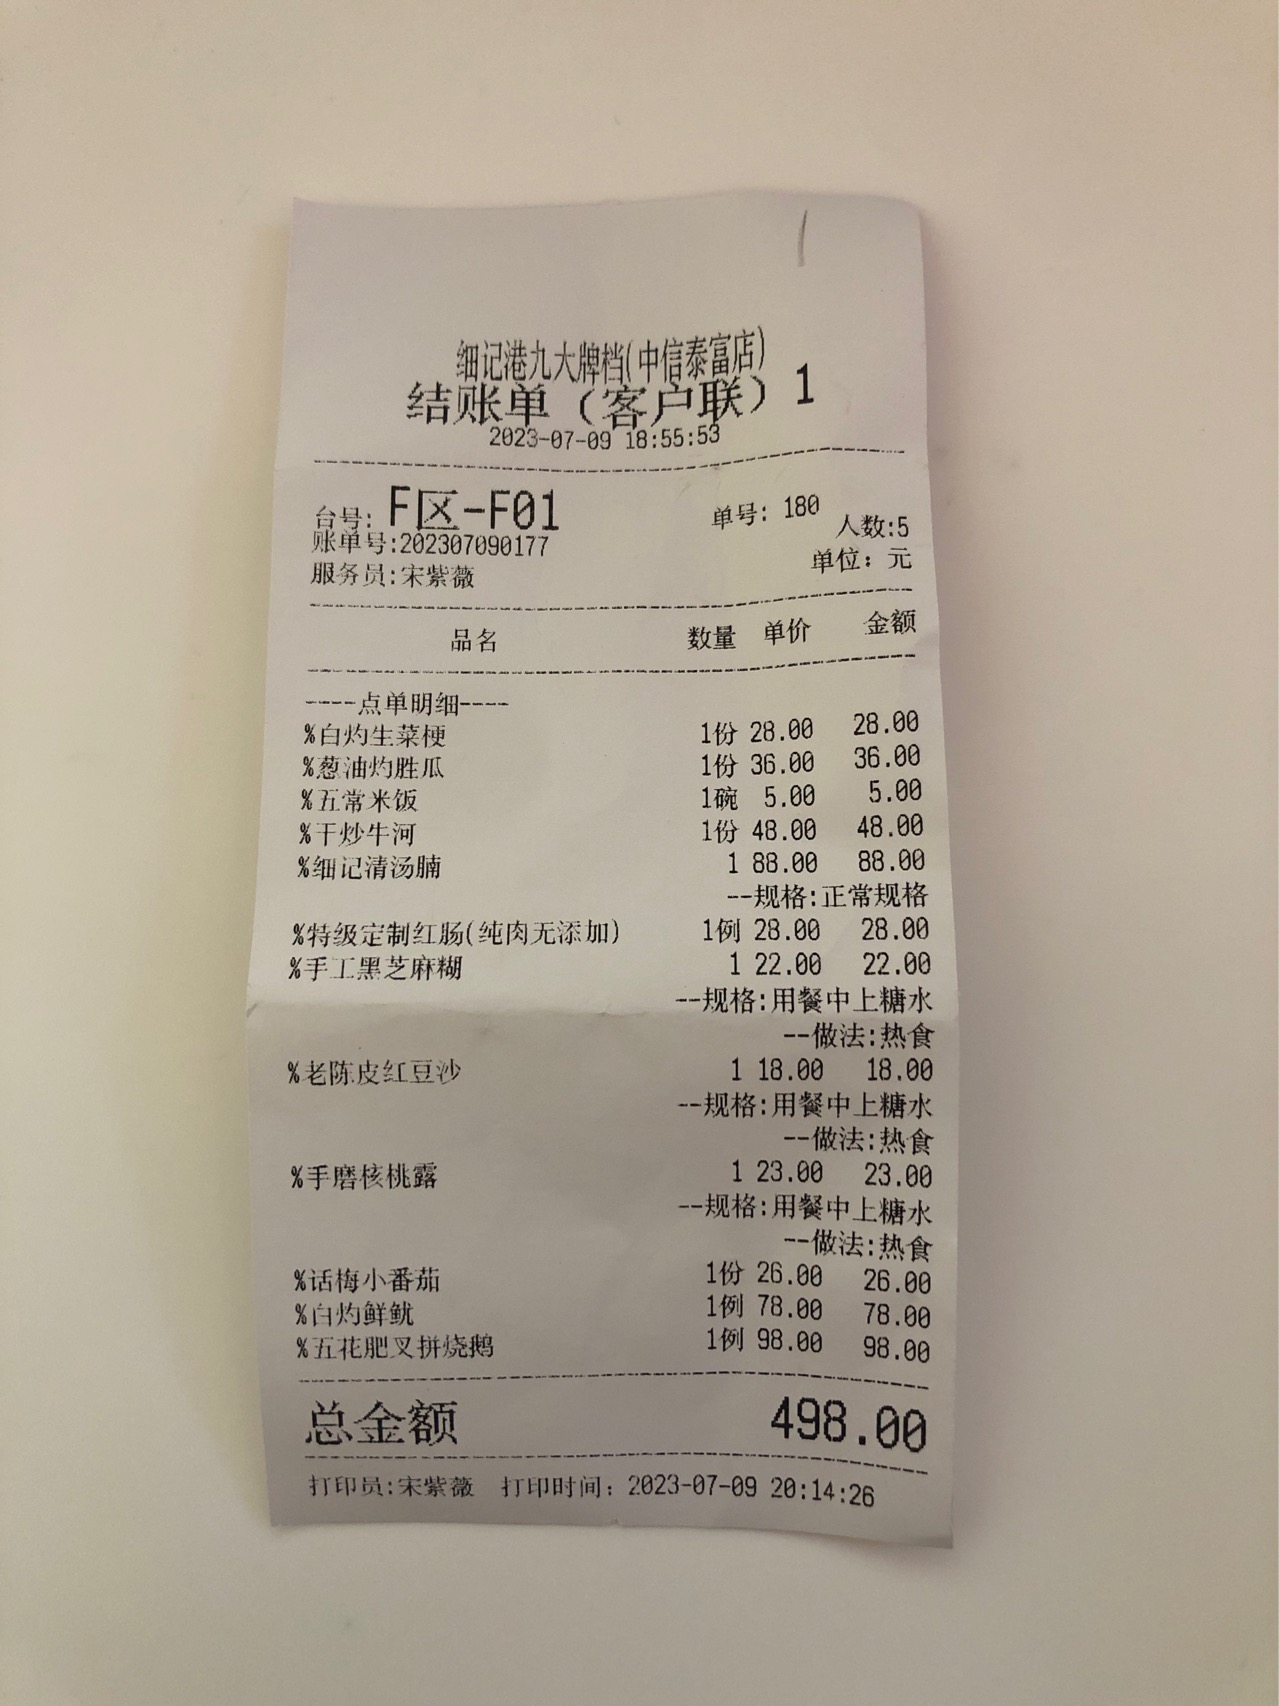 细记港九大牌档(中信泰富店)
结账单（客户联）1
2023-07-09 18:55:53
台号: F区-F01 单号: 180
人数:5
账单号:202307090177
单位：元
服务员:宋紫薇
品名 数量 单价 金额
----点单明细----
%白灼生菜梗 1份 28.00 28.00
%葱油灼胜瓜 1份 36.00 36.00
%五常米饭 1碗 5.00 5.00
%干炒牛河 1份 48.00 48.00
%细记清汤腩 1 88.00 88.00
--规格:正常规格
%特级定制红肠(纯肉无添加) 1例 28.00 28.00
%手工黑芝麻糊 1 22.00 22.00
--规格:用餐中上糖水
--做法:热食
%老陈皮红豆沙 1 18.00 18.00
--规格:用餐中上糖水
--做法:热食
%手磨核桃露 1 23.00 23.00
--规格:用餐中上糖水
--做法:热食
%话梅小番茄 1份 26.00 26.00
%白灼鲜鱿 1例 78.00 78.00
%五花肥叉拼烧鹅 1例 98.00 98.00
总金额 498.00
打印员:宋紫薇 打印时间：2023-07-09 20:14:26